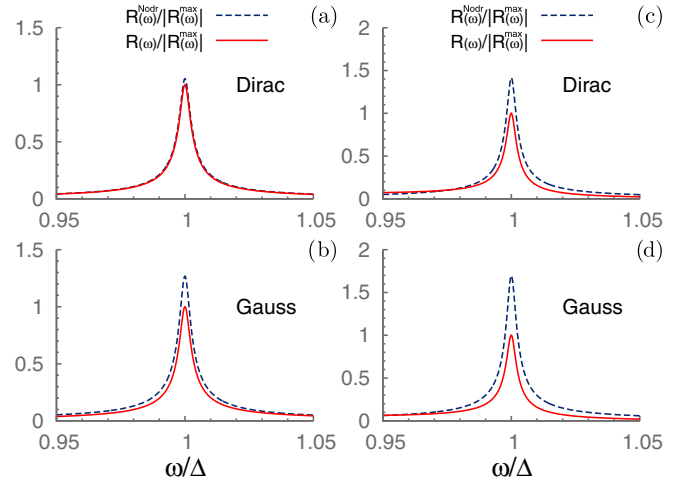 (a)
R^{Nodr}_{(ω)}/|R^{max}_{(ω)}|
R_{(ω)}/|R^{max}_{(ω)}|
Dirac
1.5
1
0.5
0
0.95
1
1.05
(c)
R^{Nodr}_{(ω)}/|R^{max}_{(ω)}|
R_{(ω)}/|R^{max}_{(ω)}|
Dirac
2
1.5
1
0.5
0
0.95
1
1.05
(b)
Gauss
1.5
1
0.5
0
0.95
1
1.05
ω/Δ
(d)
Gauss
2
1.5
1
0.5
0
0.95
1
1.05
ω/Δ